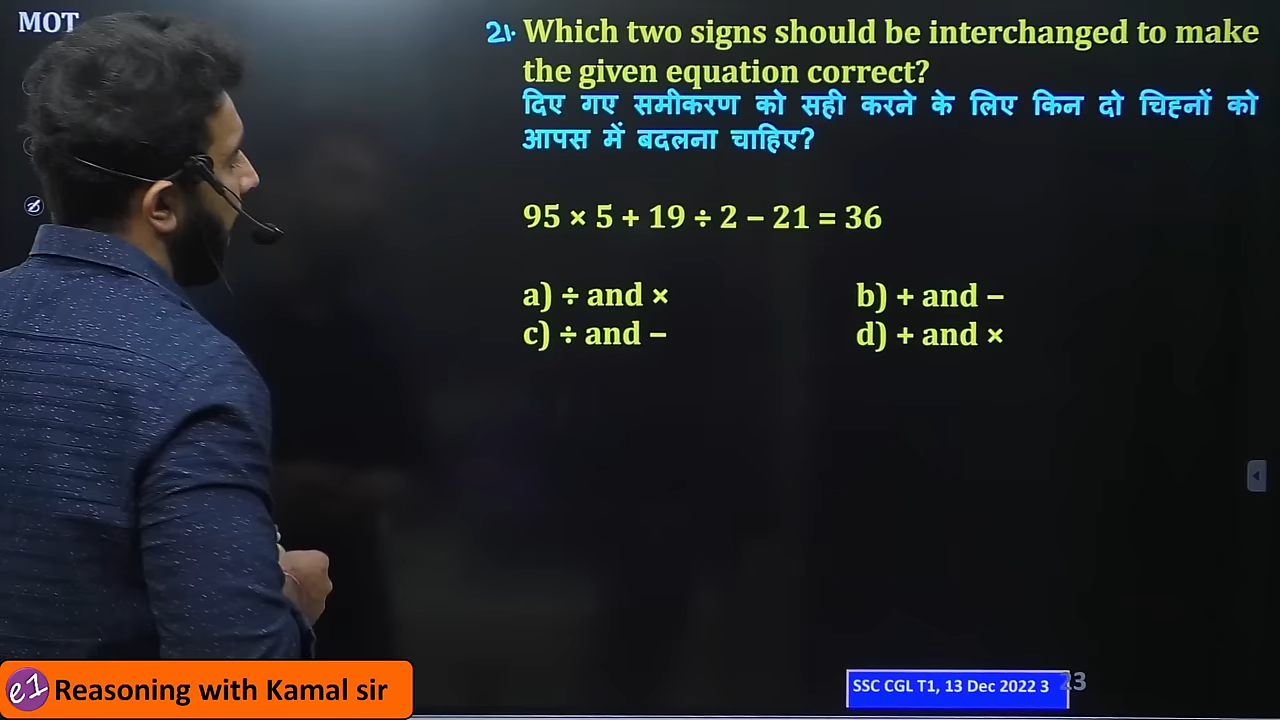 MOT
21. Which two signs should be interchanged to make
the given equation correct?
दिए गए समीकरण को सही करने के लिए किन दो चिह्नों को
आपस में बदलना चाहिए?
95 × 5 + 19 ÷ 2 − 21 = 36
a) ÷ and × b) + and −
c) ÷ and − d) + and ×
e1 Reasoning with Kamal sir
SSC CGL T1, 13 Dec 2022 3 23